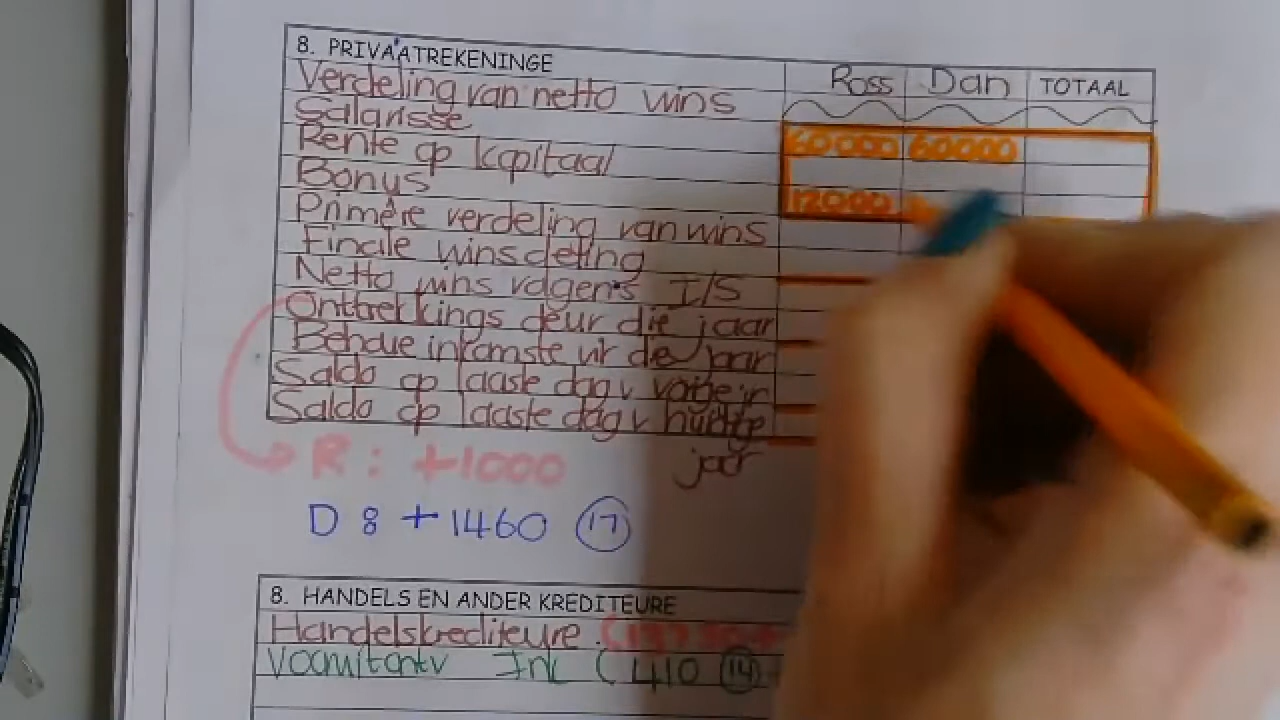 8. PRIVAATREKENINGE Ross Dan TOTAAL
Verdeling van netto wins
Salarisse 60000 60000
Rente op kapitaal
Bonus 12000
Primêre verdeling van wins
Finale winsdeling
Netto wins volgens I/S
Onttrekkings deur die jaar
Behoue inkomste vir die jaar
Saldo op laaste dag v
Saldo op laaste dag v huidige
jaar
R: +1000
D 8 + 1460 17
8. HANDELS EN ANDER KREDITEURE
Handelskrediteure
Ink (410 14